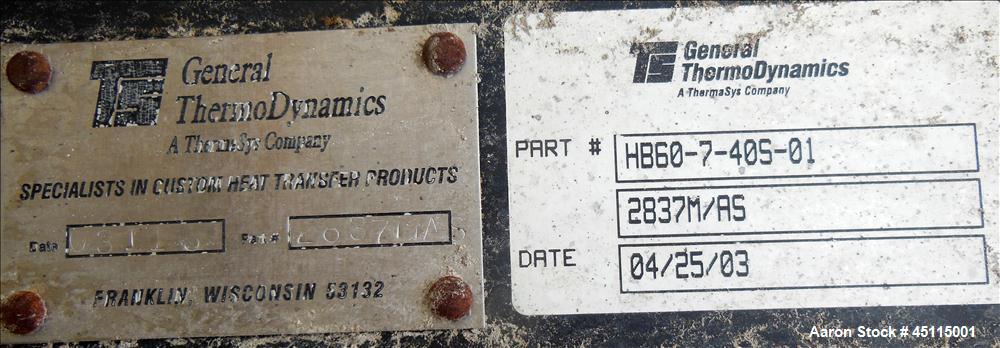 General
ThermoDynamics
A ThermaSys Company
SPECIALISTS IN CUSTOM HEAT TRANSFER PRODUCTS
Date
Part #
FRANKLIN, WISCONSIN 53132
General
ThermoDynamics
A ThermaSys Company
PART # HB60-7-40S-01
2837M/AS
DATE 04/25/03
Aaron Stock # 45115001